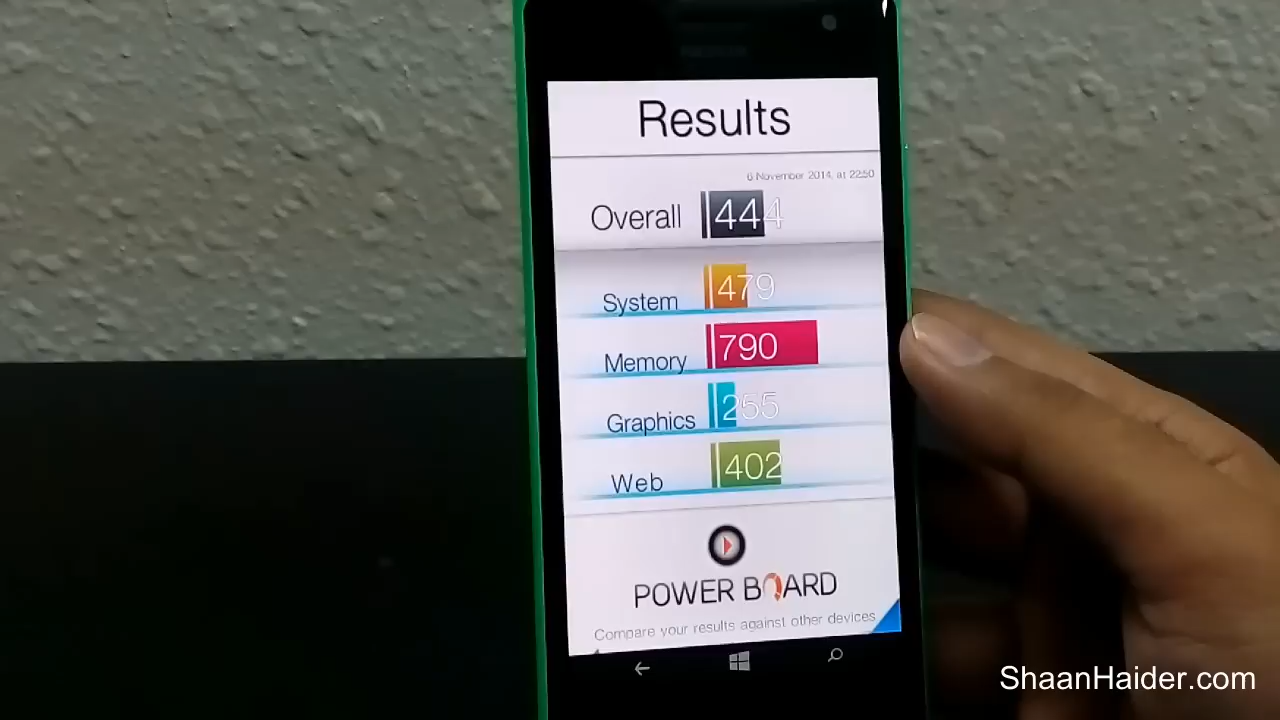 Results
6 November 2014, at 22:50
Overall 444
System 479
Memory 790
Graphics 255
Web 402
POWER BOARD
Compare your results against other devices
ShaanHaider.com